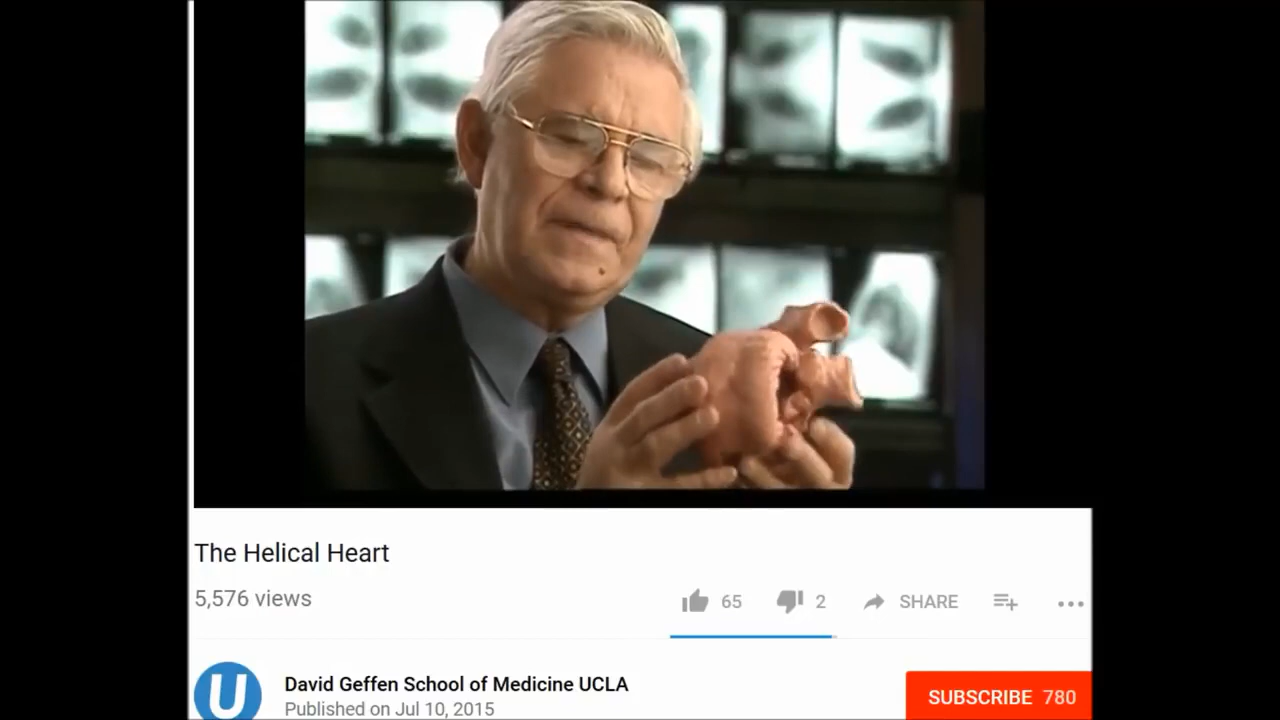 The Helical Heart
5,576 views
65
2
SHARE
U
David Geffen School of Medicine UCLA
Published on Jul 10, 2015
SUBSCRIBE 780